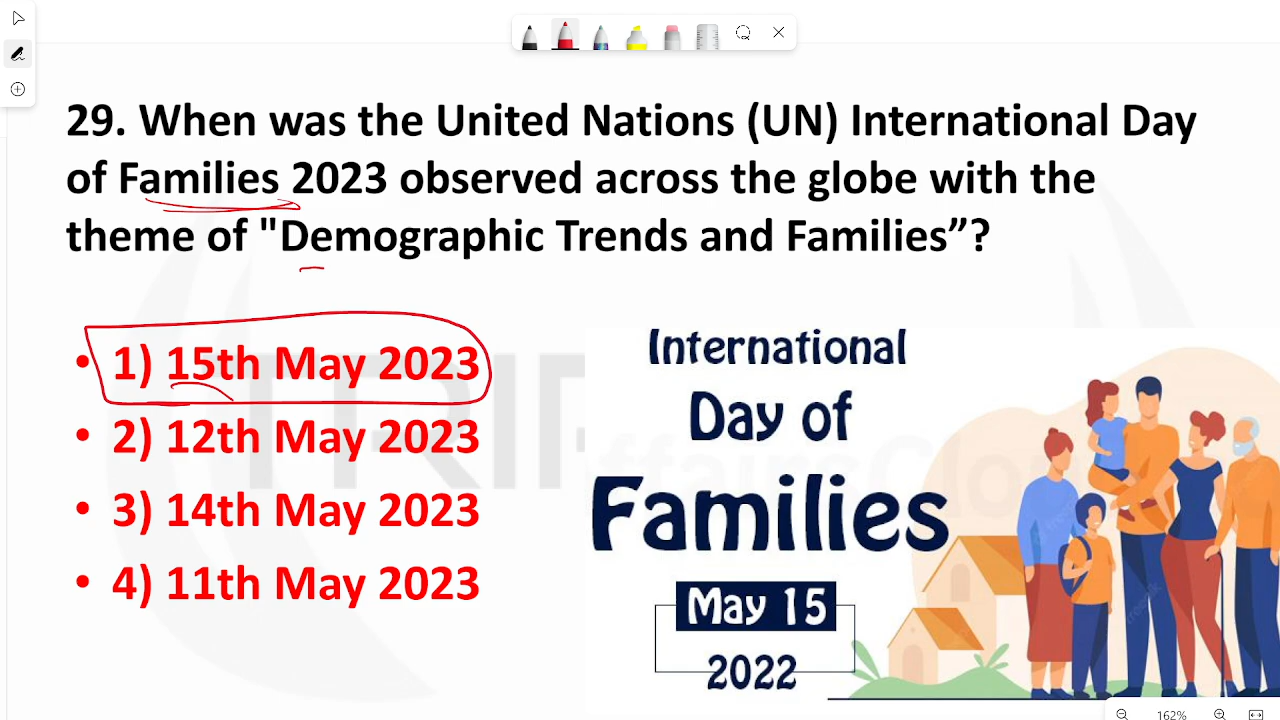 29. When was the United Nations (UN) International Day
of Families 2023 observed across the globe with the
theme of "Demographic Trends and Families”?
• 1) 15th May 2023
• 2) 12th May 2023
• 3) 14th May 2023
• 4) 11th May 2023
International
Day of
Families
May 15
2022
162%